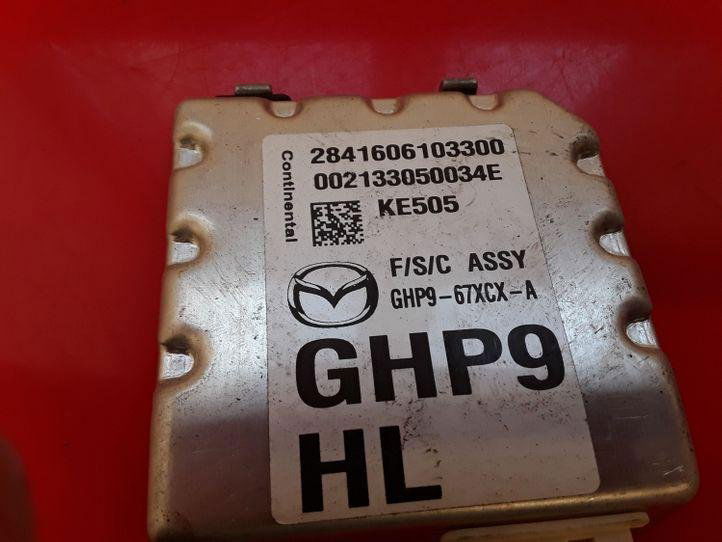 Continental
2841606103300
002133050034E
KE505
F/S/C ASSY
GHP9-67XCX-A
GHP9
HL